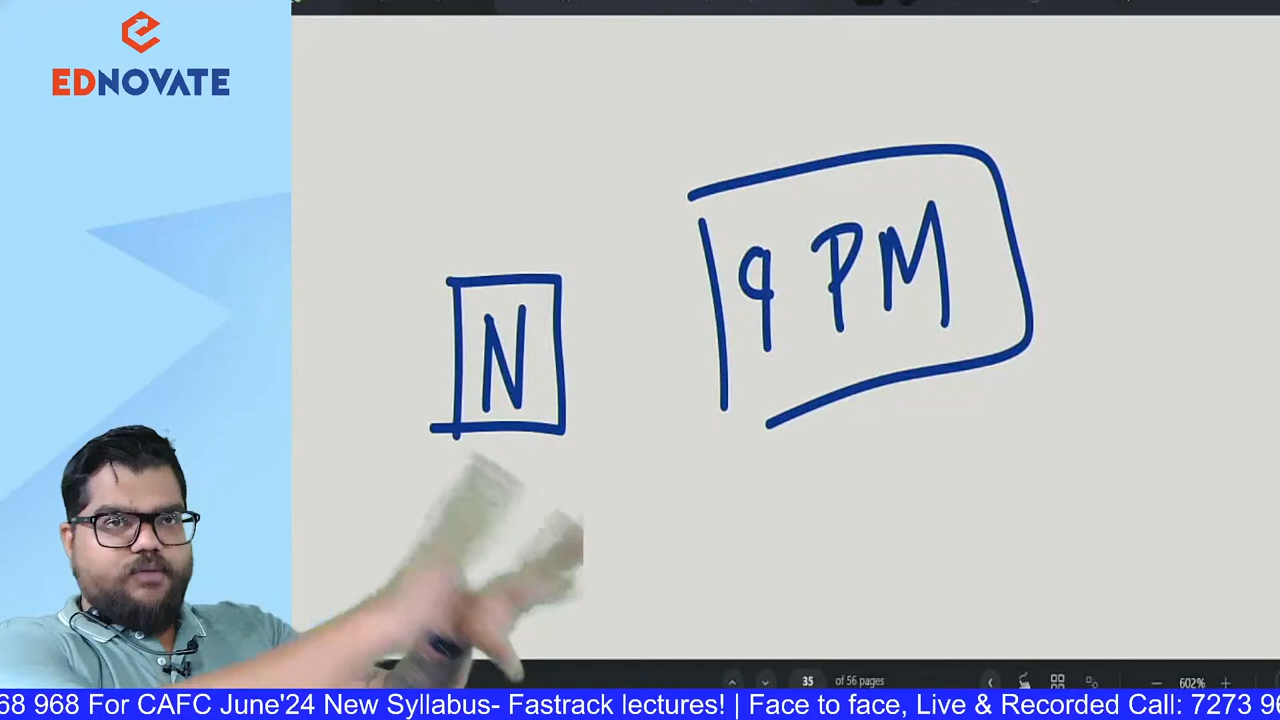 EDNOVATE
9 PM
N
35 of 56 pages
602%
68 968 For CAFC June'24 New Syllabus- Fastrack lectures! | Face to face, Live & Recorded Call: 7273 96